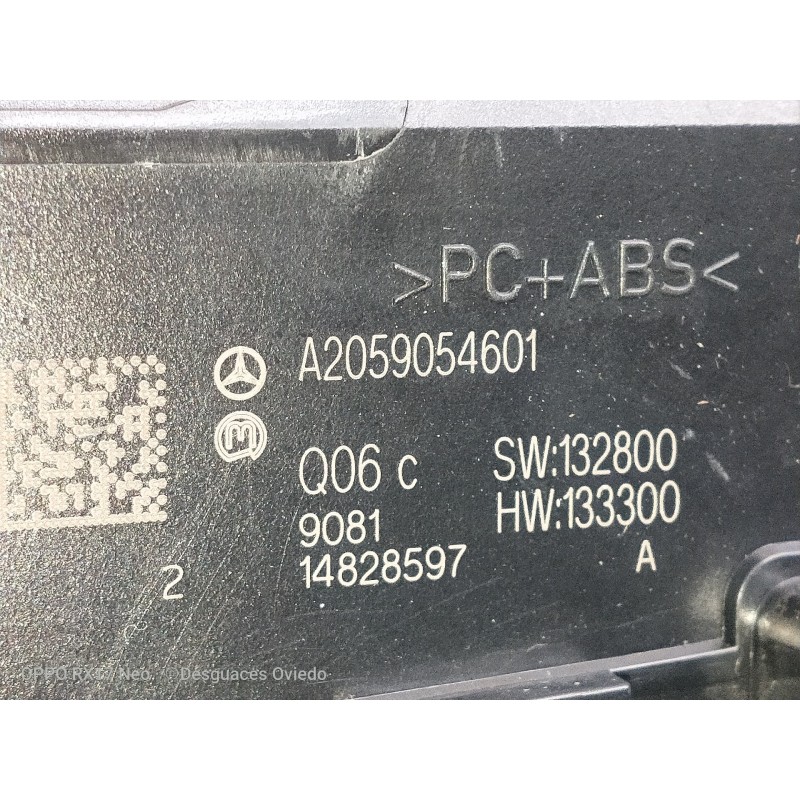 >PC+ABS<
A2059054601
Q06 c SW:132800
9081 HW:133300
14828597 A
2
OPPO RX17 Neo. ©Desguaces Oviedo